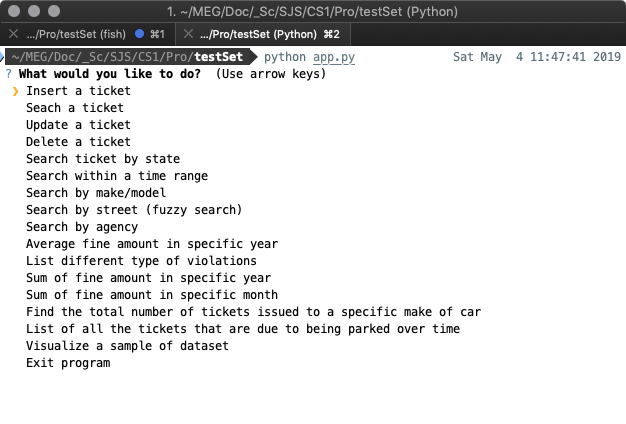 1. ~/MEG/Doc/_Sc/SJS/CS1/Pro/testSet (Python)
.../Pro/testSet (fish) ⌘1 .../Pro/testSet (Python) ⌘2
~/MEG/Doc/_Sc/SJS/CS1/Pro/testSet python app.py Sat May  4 11:47:41 2019
? What would you like to do?  (Use arrow keys)
❯ Insert a ticket
Seach a ticket
Update a ticket
Delete a ticket
Search ticket by state
Search within a time range
Search by make/model
Search by street (fuzzy search)
Search by agency
Average fine amount in specific year
List different type of violations
Sum of fine amount in specific year
Sum of fine amount in specific month
Find the total number of tickets issued to a specific make of car
List of all the tickets that are due to being parked over time
Visualize a sample of dataset
Exit program